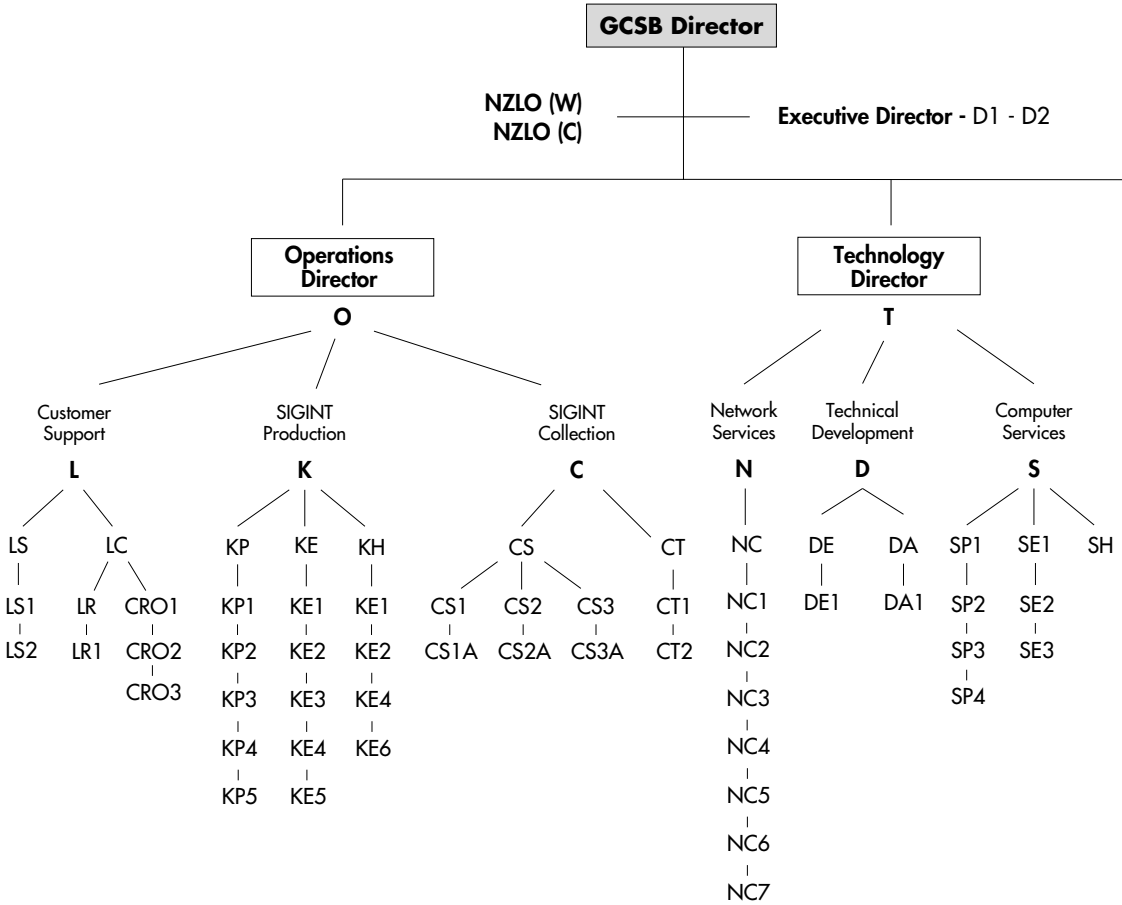 GCSB Director
NZLO (W)
NZLO (C)
Executive Director - D1 - D2
Operations
Director
O
Technology
Director
T
Customer
Support
L
SIGINT
Production
K
SIGINT
Collection
C
Network
Services
N
Technical
Development
D
Computer
Services
S
LS LC KP KE KH CS CT NC DE DA SP1 SE1 SH
LS1 LR CRO1 KP1 KE1 KE1 CS1 CS2 CS3 CT1 NC1 DE1 DA1 SP2 SE2
LS2 LR1 CRO2 KP2 KE2 KE2 CS1A CS2A CS3A CT2 NC2 SP3 SE3
CRO3 KP3 KE3 KE4 NC3 SP4
KP4 KE4 KE6 NC4
KP5 KE5 NC5
NC6
NC7